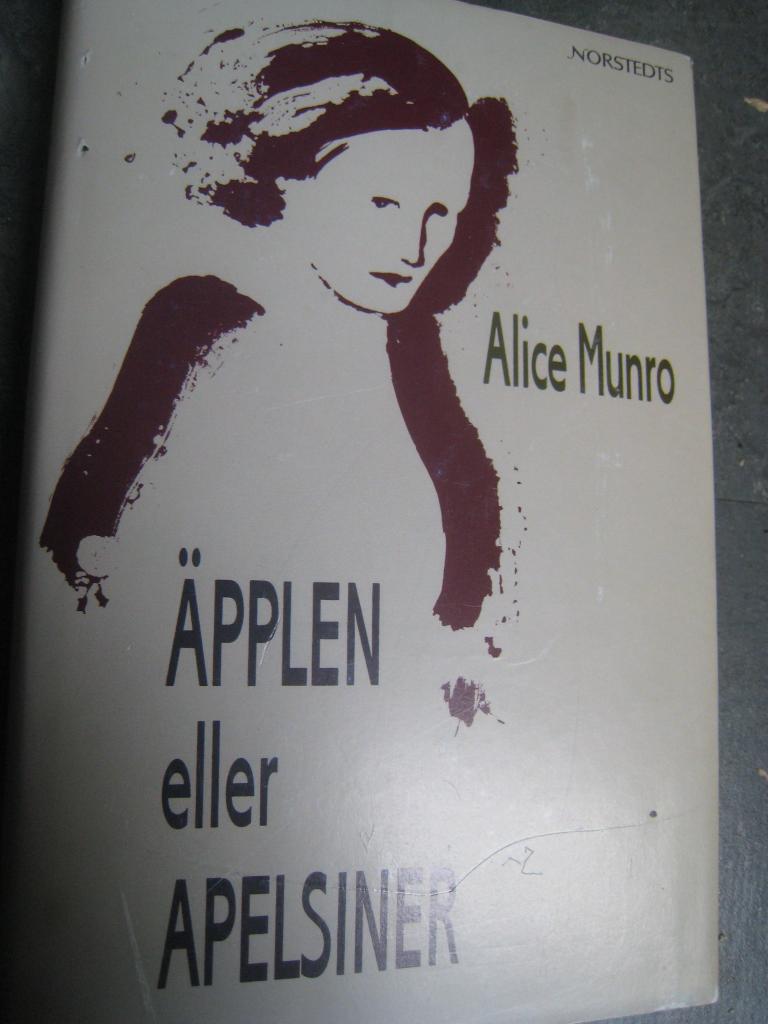 NORSTEDTS
Alice Munro
ÄPPLEN
eller
APELSINER